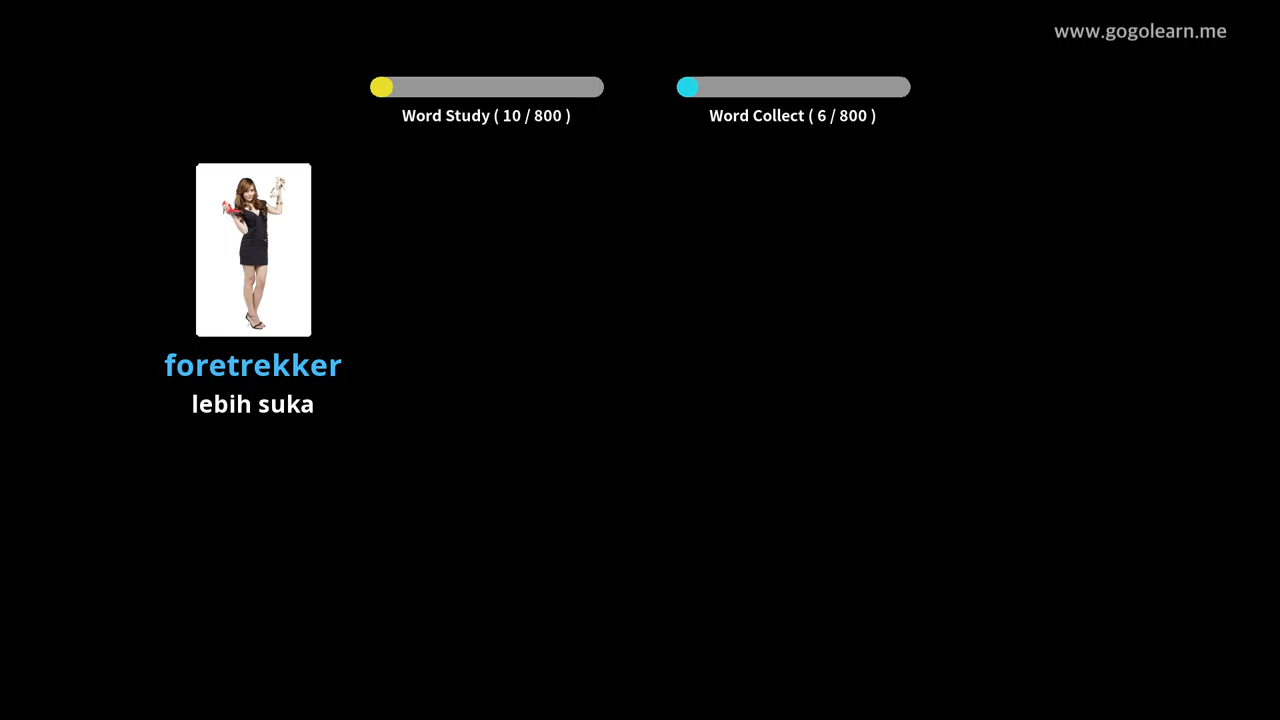 www.gogolearn.me
Word Study ( 10 / 800 )
Word Collect ( 6 / 800 )
foretrekker
lebih suka